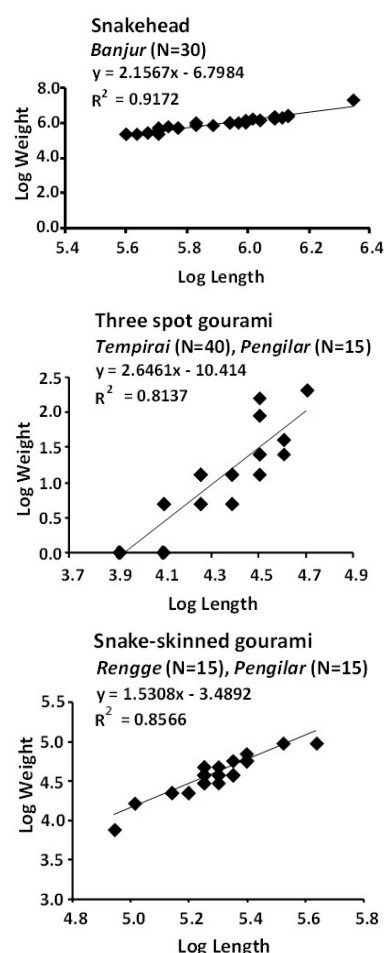 Snakehead
Banjur (N=30)
y = 2.1567x - 6.7984
R² = 0.9172
8.0
6.0
4.0
2.0
0.0
Log Weight
5.4 5.6 5.8 6.0 6.2 6.4
Log Length
Three spot gourami
Tempirai (N=40), Pengilar (N=15)
y = 2.6461x - 10.414
R² = 0.8137
2.5
2.0
1.5
1.0
0.5
0.0
Log Weight
3.7 3.9 4.1 4.3 4.5 4.7 4.9
Log Length
Snake-skinned gourami
Rengge (N=15), Pengilar (N=15)
y = 1.5308x - 3.4892
R² = 0.8566
5.5
5.0
4.5
4.0
3.5
3.0
Log Weight
4.8 5.0 5.2 5.4 5.6 5.8
Log Length